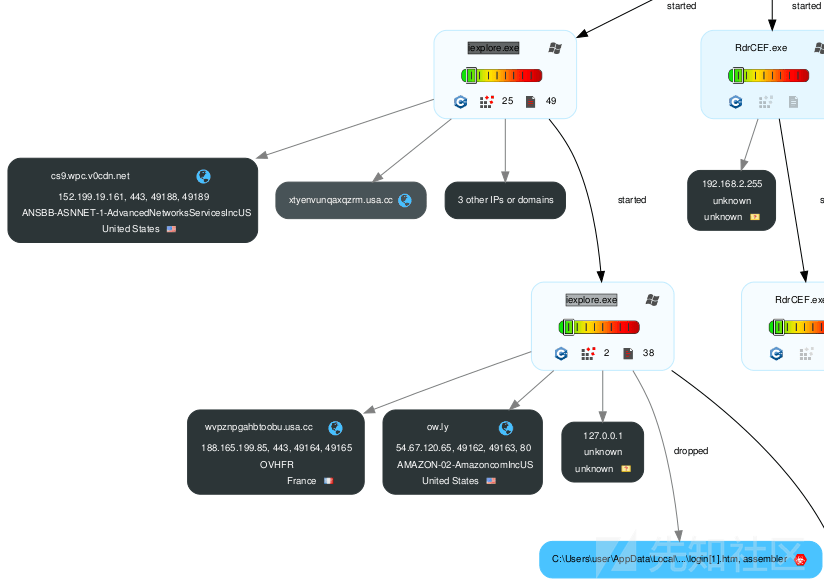 started
started
iexplore.exe
25
49
RdrCEF.exe
cs9.wpc.v0cdn.net
152.199.19.161, 443, 49188, 49189
ANSBB-ASNNET-1-AdvancedNetworksServicesIncUS
United States
xtyenvunqaxqzrm.usa.cc
3 other IPs or domains
started
192.168.2.255
unknown
unknown
s
iexplore.exe
2
38
RdrCEF.exe
wvpznpgahbtoobu.usa.cc
188.165.199.85, 443, 49164, 49165
OVHFR
France
ow.ly
54.67.120.65, 49162, 49163, 80
AMAZON-02-AmazoncomIncUS
United States
127.0.0.1
unknown
unknown
dropped
C:\Users\user\AppData\Local\...\login[1].htm, assembler
先知社区